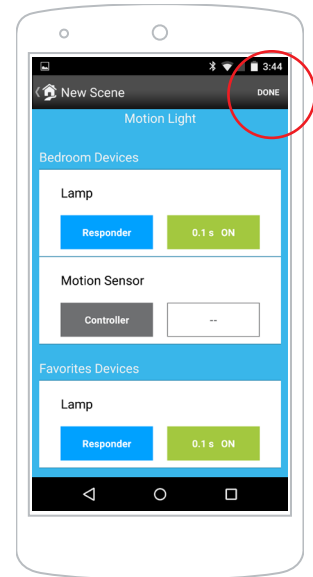 3:44
New Scene DONE
Motion Light
Bedroom Devices
Lamp
Responder 0.1 s ON
Motion Sensor
Controller --
Favorites Devices
Lamp
Responder 0.1 s ON